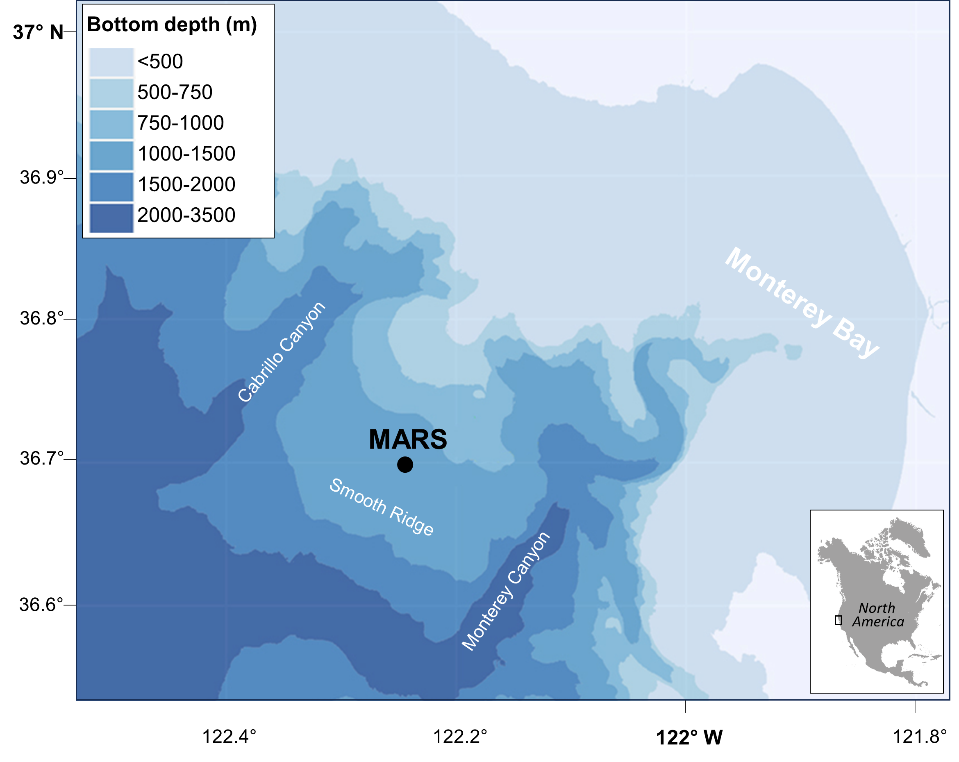 Bottom depth (m)
<500
500-750
750-1000
1000-1500
1500-2000
2000-3500
37° N
36.9°
36.8°
36.7°
36.6°
Monterey Bay
Cabrillo Canyon
MARS
Smooth Ridge
Monterey Canyon
North
America
122.4°
122.2°
122° W
121.8°